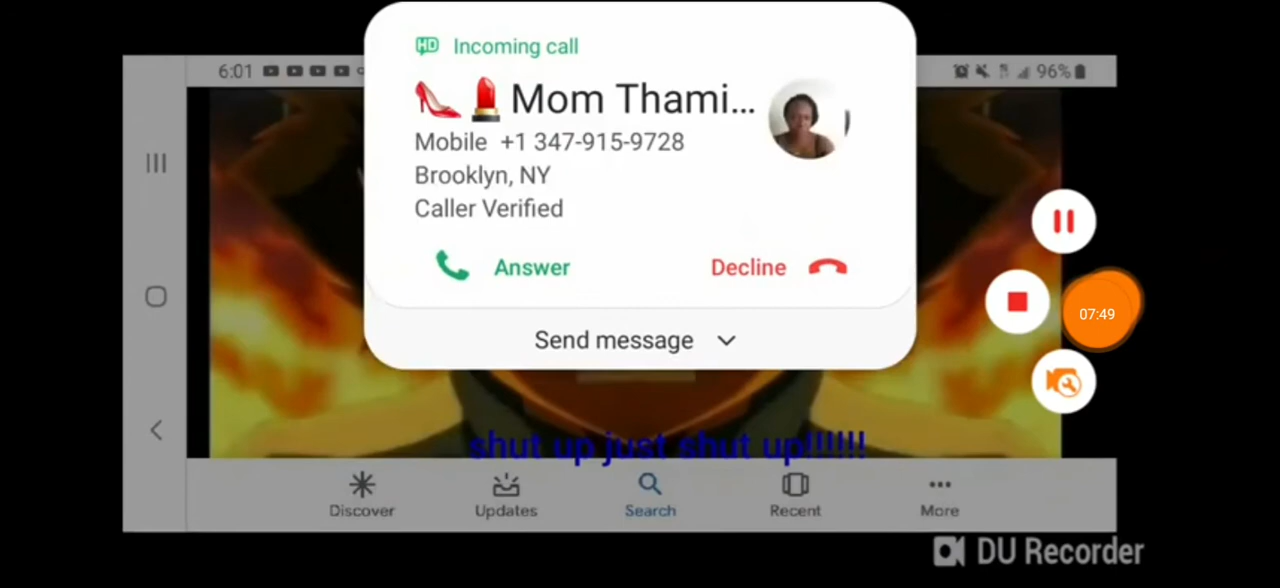 Incoming call
6:01
96%
👠💄Mom Thami...
Mobile +1 347-915-9728
Brooklyn, NY
Caller Verified
Answer
Decline
07:49
Send message
shut up just shut up!!!!!!
Discover
Updates
Search
Recent
More
DU Recorder